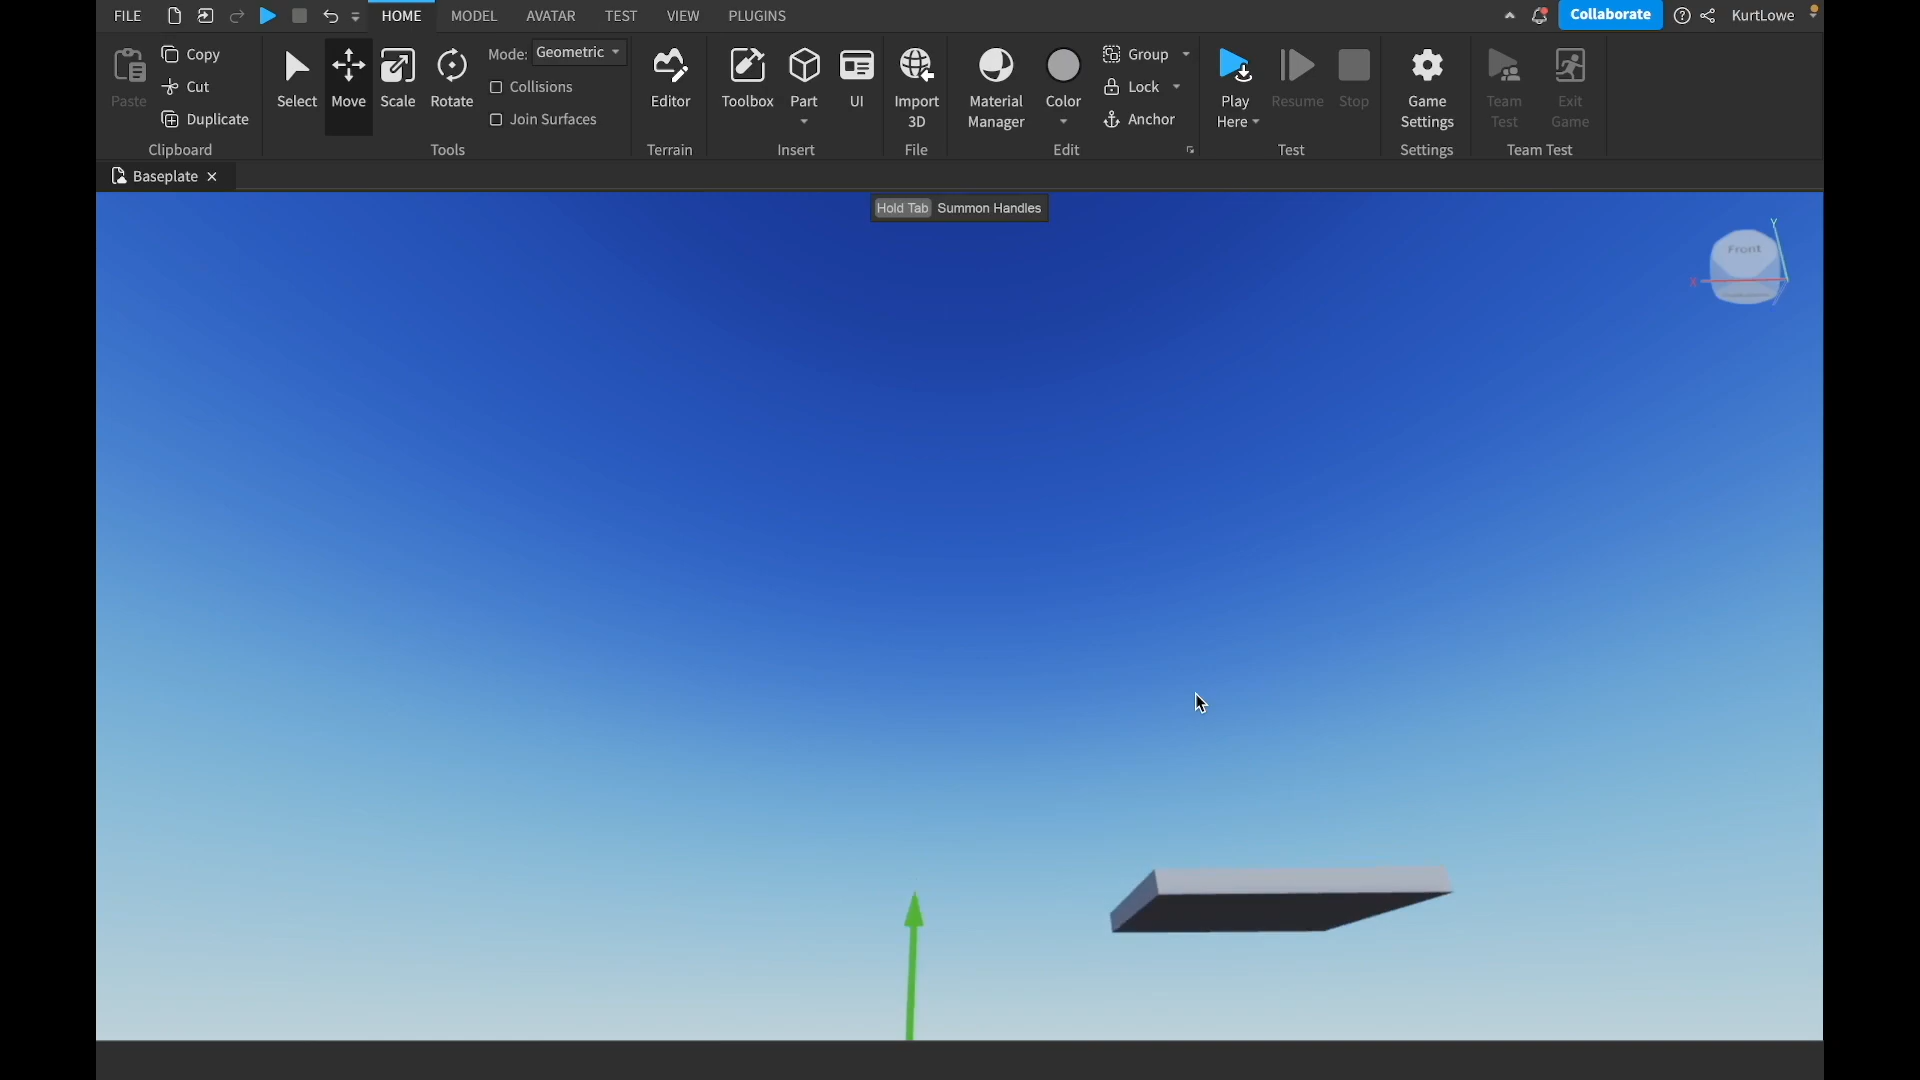 FILE HOME MODEL AVATAR TEST VIEW PLUGINS Collaborate KurtLowe
Paste Copy Cut Duplicate
Clipboard
Select Move Scale Rotate Mode: Geometric Collisions Join Surfaces
Tools
Editor
Terrain
Toolbox Part UI
Insert
Import 3D
File
Material Manager Color Group Lock Anchor
Edit
Play Here Resume Stop
Test
Game Settings
Settings
Team Test Exit Game
Team Test
Baseplate
Hold Tab Summon Handles
Y
Front
X